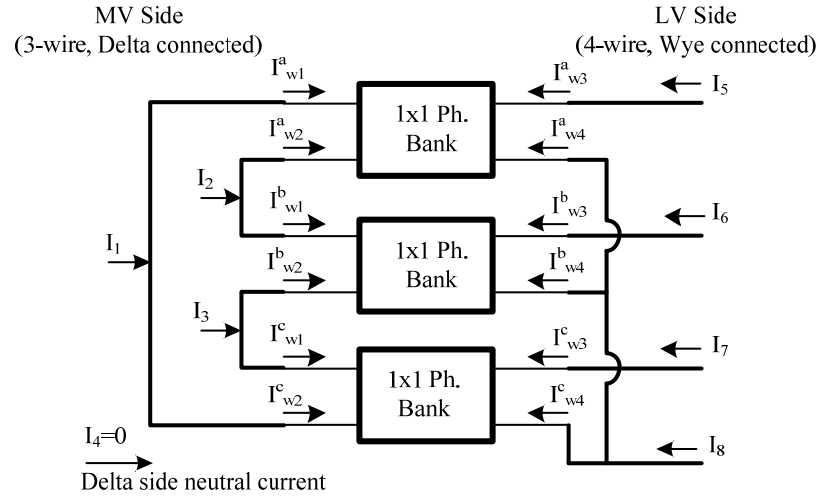 MV Side
(3-wire, Delta connected)
LV Side
(4-wire, Wye connected)
I^a_w1
I^a_w2
1x1 Ph.
Bank
I^a_w3
I^a_w4
I_5
I_2
I^b_w1
I^b_w2
1x1 Ph.
Bank
I^b_w3
I^b_w4
I_6
I_1
I_3
I^c_w1
I^c_w2
1x1 Ph.
Bank
I^c_w3
I^c_w4
I_7
I_4=0
Delta side neutral current
I_8